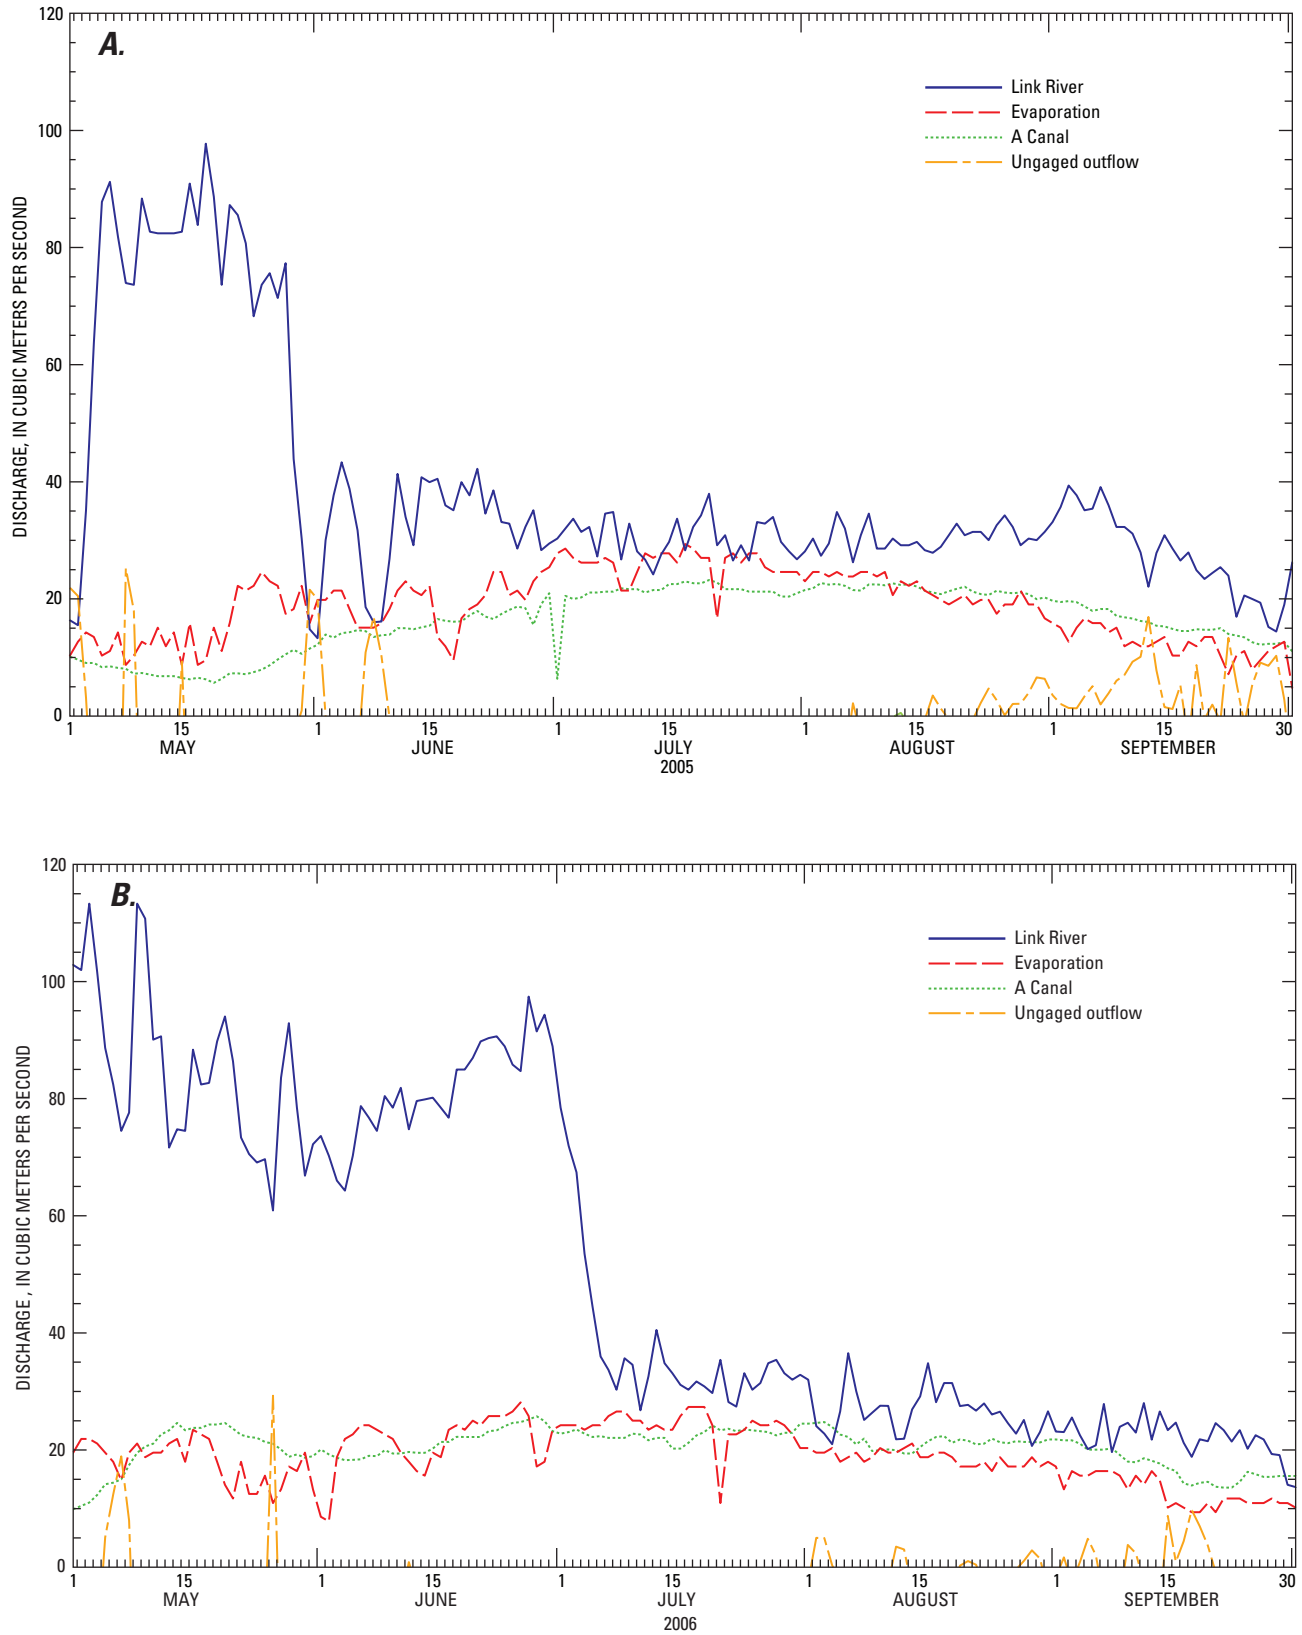 A.
120
100
80
60
40
20
0
DISCHARGE, IN CUBIC METERS PER SECOND
Link River
Evaporation
A Canal
Ungaged outflow
1 15 1 15 1 15 1 15 1 15 30
MAY JUNE JULY AUGUST SEPTEMBER
2005
B.
120
100
80
60
40
20
0
DISCHARGE , IN CUBIC METERS PER SECOND
Link River
Evaporation
A Canal
Ungaged outflow
1 15 1 15 1 15 1 15 1 15 30
MAY JUNE JULY AUGUST SEPTEMBER
2006